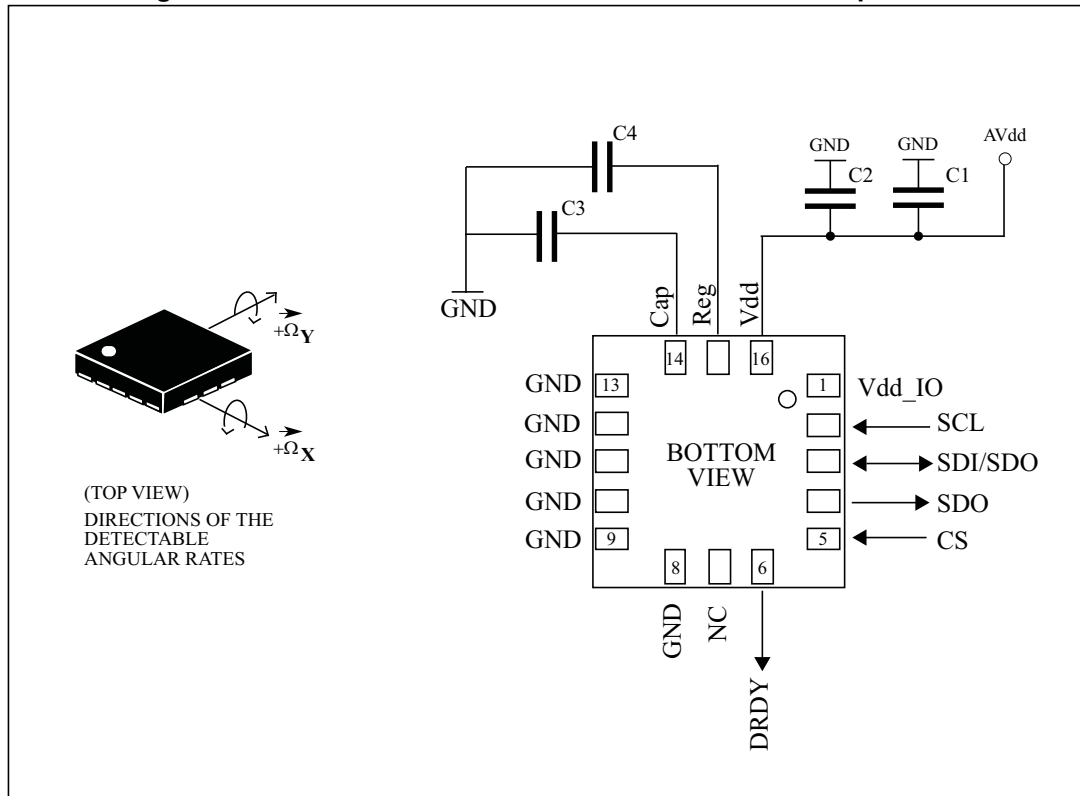 C4
C3
GND
GND
GND
AVdd
C2
C1
Cap
Reg
Vdd
14
16
GND
13
1
Vdd_IO
GND
SCL
GND
BOTTOM
VIEW
SDI/SDO
GND
SDO
GND
9
5
CS
8
6
GND
NC
DRDY
+ΩY
+ΩX
(TOP VIEW)
DIRECTIONS OF THE
DETECTABLE
ANGULAR RATES